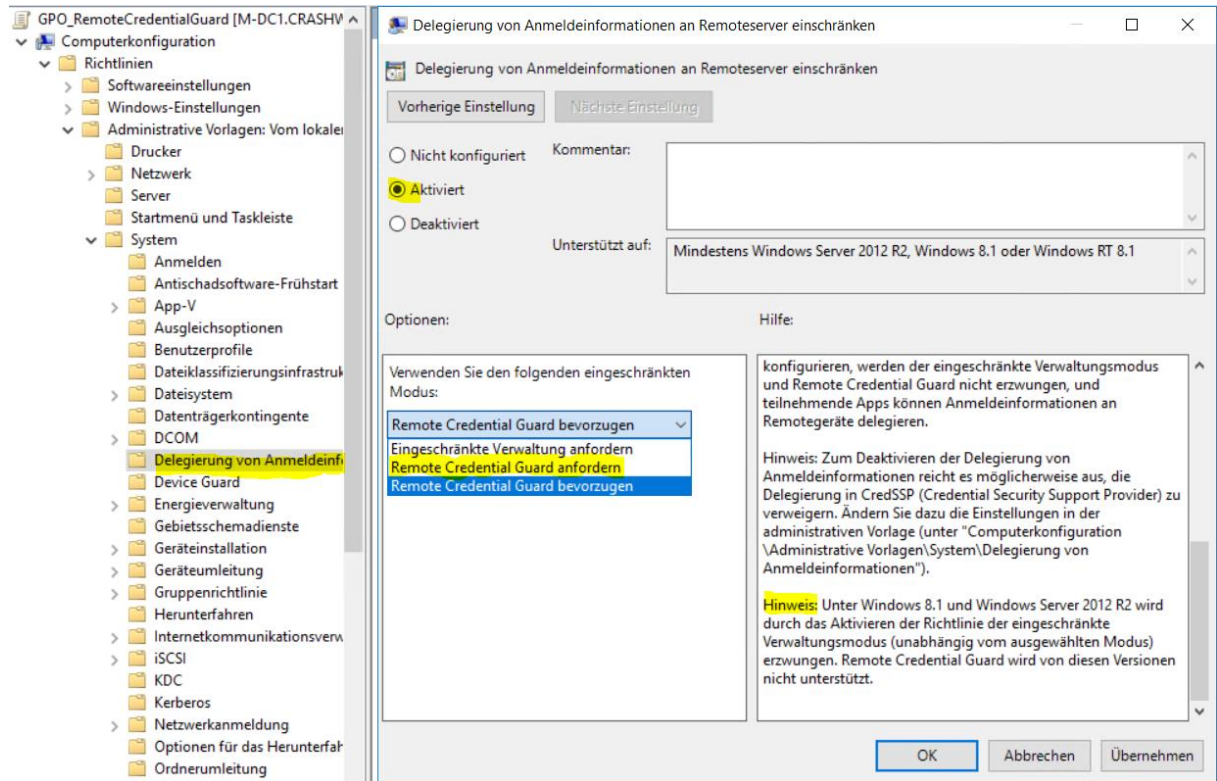 GPO_RemoteCredentialGuard [M-DC1.CRASHW
Computerkonfiguration
Richtlinien
Softwareeinstellungen
Windows-Einstellungen
Administrative Vorlagen: Vom lokaler
Drucker
Netzwerk
Server
Startmenü und Taskleiste
System
Anmelden
Antischadsoftware-Frühstart
App-V
Ausgleichsoptionen
Benutzerprofile
Dateiklassifizierungsinfrastruk
Dateisystem
Datenträgerkontingente
DCOM
Delegierung von Anmeldeinfo
Device Guard
Energieverwaltung
Gebietsschemadienste
Geräteinstallation
Geräteumleitung
Gruppenrichtlinie
Herunterfahren
Internetkommunikationsverw
iSCSI
KDC
Kerberos
Netzwerkanmeldung
Optionen für das Herunterfah
Ordnerumleitung
Delegierung von Anmeldeinformationen an Remoteserver einschränken
Delegierung von Anmeldeinformationen an Remoteserver einschränken
Vorherige Einstellung
Nächste Einstellung
Nicht konfiguriert
Kommentar:
Aktiviert
Deaktiviert
Unterstützt auf:
Mindestens Windows Server 2012 R2, Windows 8.1 oder Windows RT 8.1
Optionen:
Hilfe:
Verwenden Sie den folgenden eingeschränkten
Modus:
Remote Credential Guard bevorzugen
Eingeschränkte Verwaltung anfordern
Remote Credential Guard anfordern
Remote Credential Guard bevorzugen
konfigurieren, werden der eingeschränkte Verwaltungsmodus
und Remote Credential Guard nicht erzwungen, und
teilnehmende Apps können Anmeldeinformationen an
Remotegeräte delegieren.
Hinweis: Zum Deaktivieren der Delegierung von
Anmeldeinformationen reicht es möglicherweise aus, die
Delegierung in CredSSP (Credential Security Support Provider) zu
verweigern. Ändern Sie dazu die Einstellungen in der
administrativen Vorlage (unter "Computerkonfiguration
\Administrative Vorlagen\System\Delegierung von
Anmeldeinformationen").
Hinweis: Unter Windows 8.1 und Windows Server 2012 R2 wird
durch das Aktivieren der Richtlinie der eingeschränkte
Verwaltungsmodus (unabhängig vom ausgewählten Modus)
erzwungen. Remote Credential Guard wird von diesen Versionen
nicht unterstützt.
OK
Abbrechen
Übernehmen